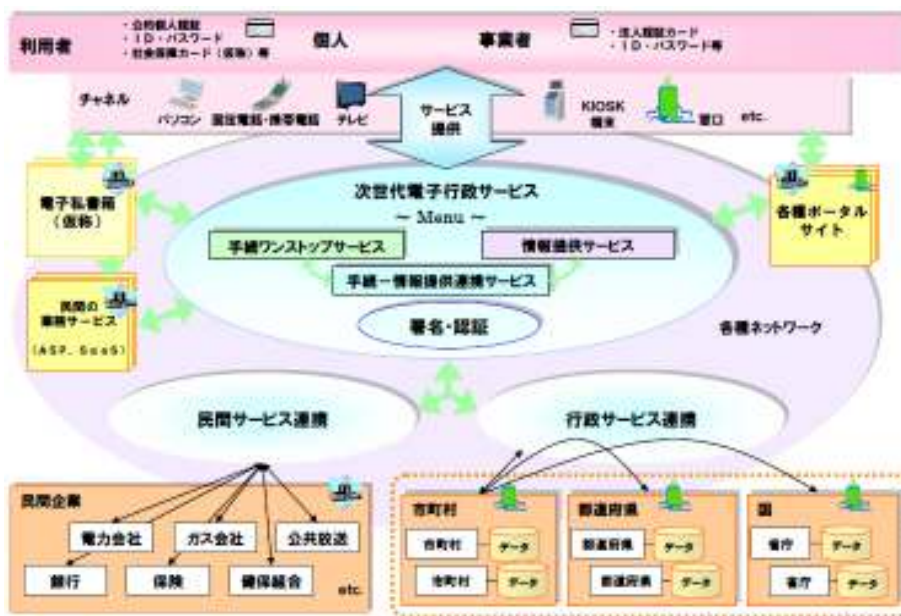 利用者
・公的個人認証
・ID・パスワード
・社会保障カード（仮称）等
個人
事業者
・法人認証カード
・ID・パスワード等
チャネル
パソコン
固定電話・携帯電話
テレビ
サービス
提供
KIOSK
端末
窓口
etc.
電子私書箱
（仮称）
次世代電子行政サービス
～ Menu ～
手続ワンストップサービス
情報提供サービス
手続－情報提供連携サービス
署名・認証
各種ポータル
サイト
民間の
業務サービス
(ASP、SaaS)
各種ネットワーク
民間サービス連携
行政サービス連携
民間企業
電力会社
ガス会社
公共放送
銀行
保険
健保組合
etc.
市町村
市町村
データ
市町村
データ
都道府県
都道府県
データ
都道府県
データ
国
省庁
データ
省庁
データ